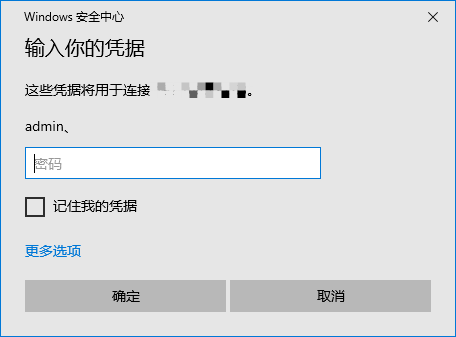 Windows 安全中心
输入你的凭据
这些凭据将用于连接 。
admin、
密码
记住我的凭据
更多选项
确定
取消